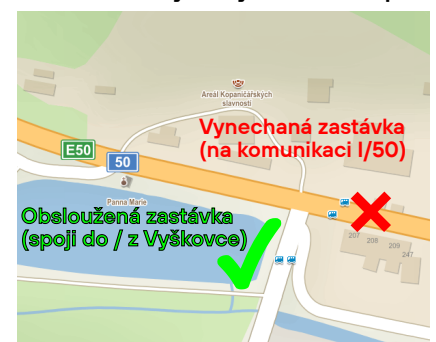 Areál Kopaničářských
slavností
Vynechaná zastávka
(na komunikaci I/50)
E50
50
Panna Marie
Obsloužená zastávka
(spoji do / z Vyškovce)
207
208
209
247